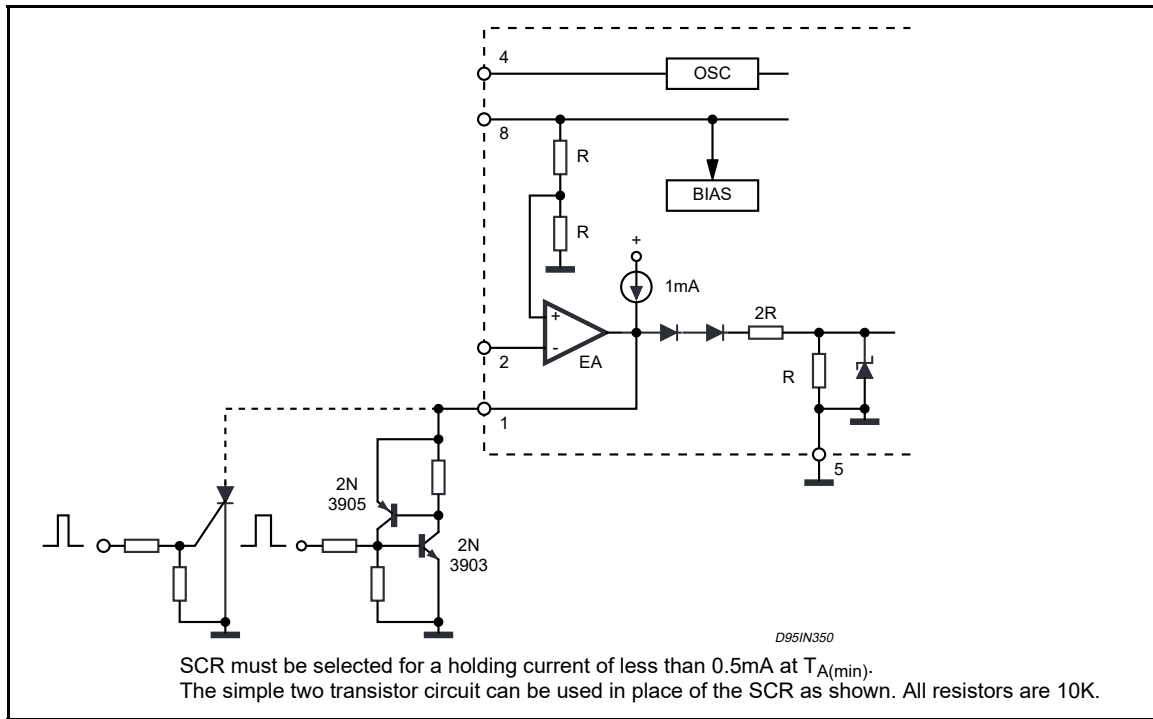 4
OSC
8
R
BIAS
R
+
1mA
2R
+
-
2
EA
R
1
5
2N
3905
2N
3903
D95IN350
SCR must be selected for a holding current of less than 0.5mA at TA(min).
The simple two transistor circuit can be used in place of the SCR as shown. All resistors are 10K.